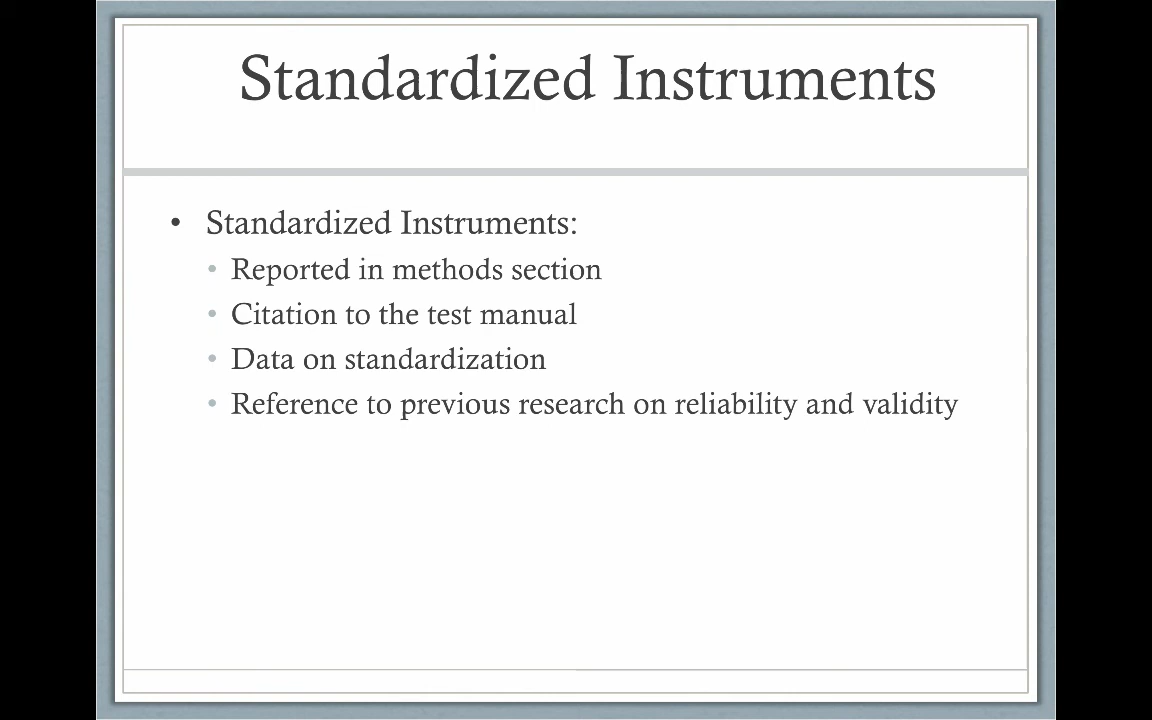 Standardized Instruments
• Standardized Instruments:
• Reported in methods section
• Citation to the test manual
• Data on standardization
• Reference to previous research on reliability and validity